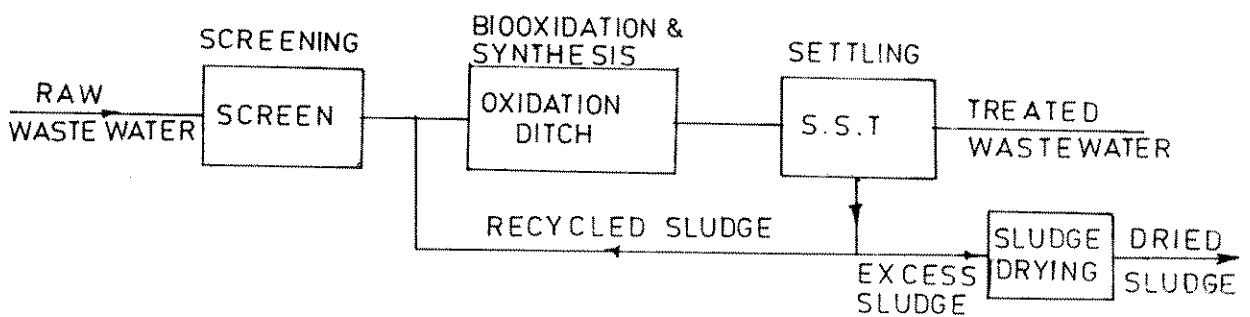 SCREENING
BIOOXIDATION &
SYNTHESIS
SETTLING
RAW
WASTE WATER
SCREEN
OXIDATION
DITCH
S.S.T
TREATED
WASTEWATER
RECYCLED SLUDGE
EXCESS
SLUDGE
SLUDGE
DRYING
DRIED
SLUDGE